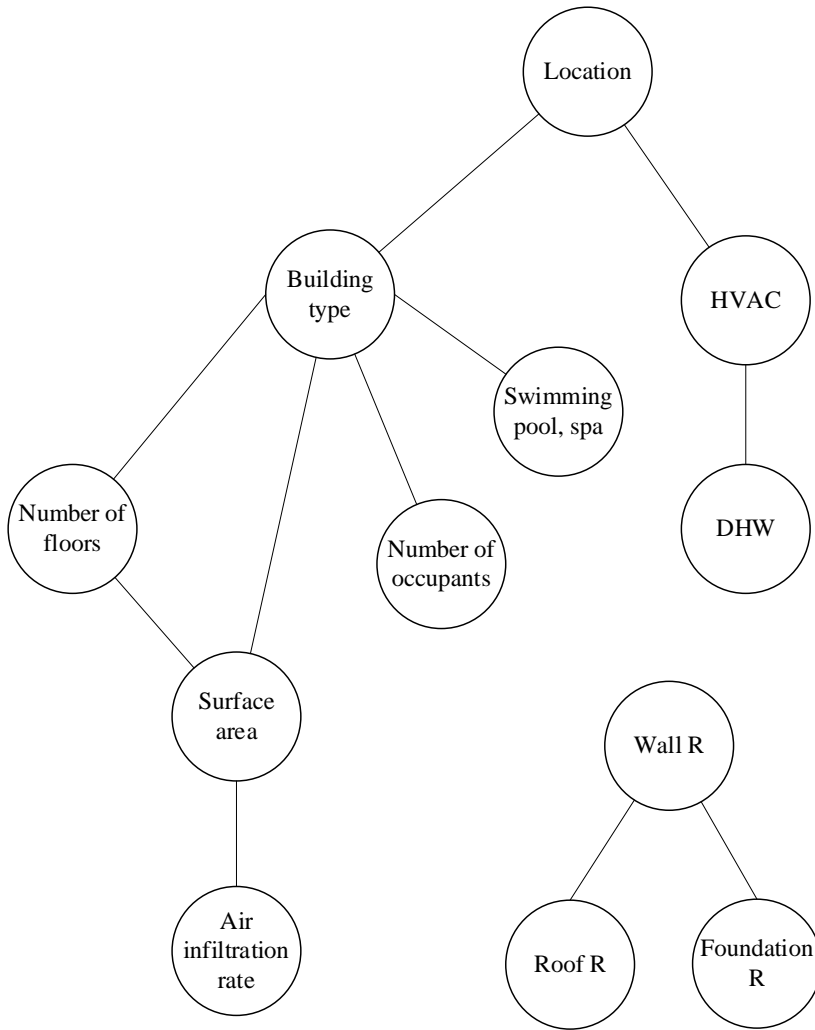 Location
Building
type
HVAC
Swimming
pool, spa
Number of
floors
Number of
occupants
DHW
Surface
area
Wall R
Air
infiltration
rate
Roof R
Foundation
R